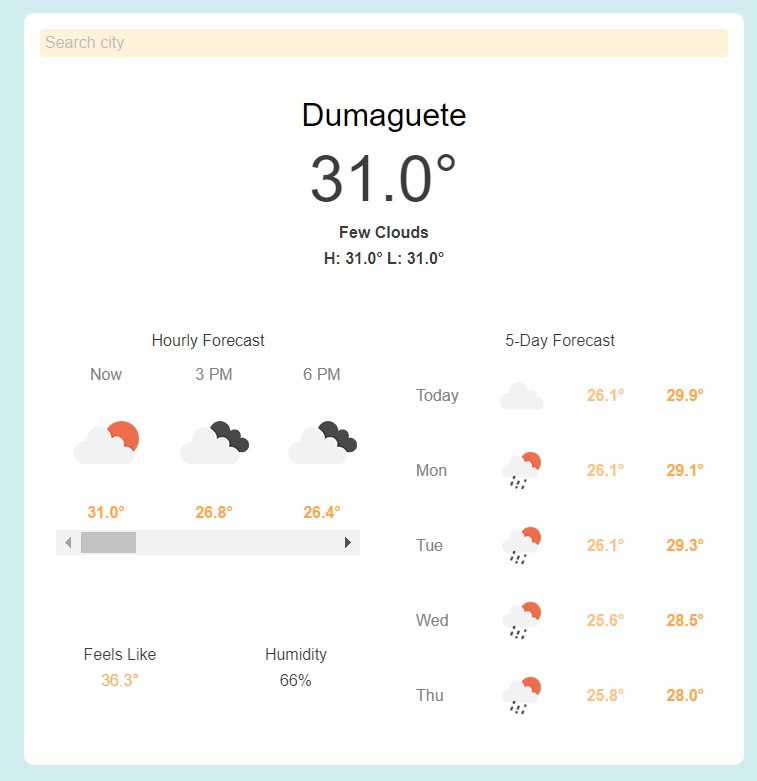 Search city
Dumaguete
31.0°
Few Clouds
H: 31.0° L: 31.0°
Hourly Forecast
Now 3 PM 6 PM
31.0° 26.8° 26.4°
Feels Like Humidity
36.3° 66%
5-Day Forecast
Today 26.1° 29.9°
Mon 26.1° 29.1°
Tue 26.1° 29.3°
Wed 25.6° 28.5°
Thu 25.8° 28.0°